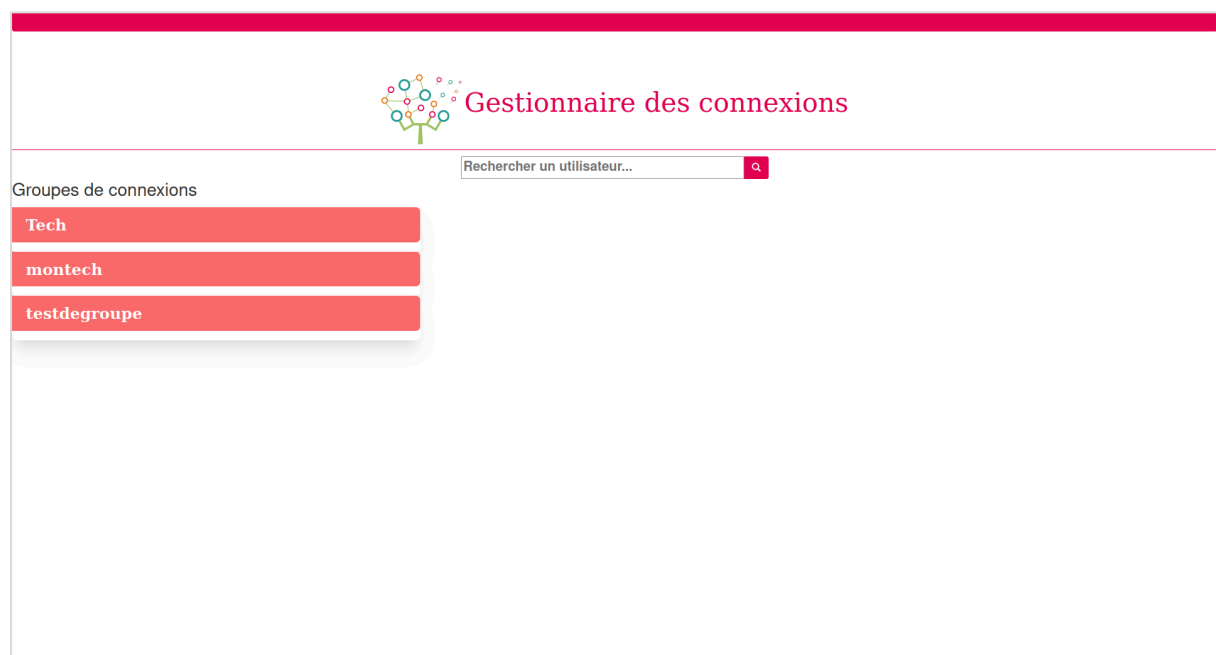 Gestionnaire des connexions
Rechercher un utilisateur...
Groupes de connexions
Tech
montech
testdegroupe